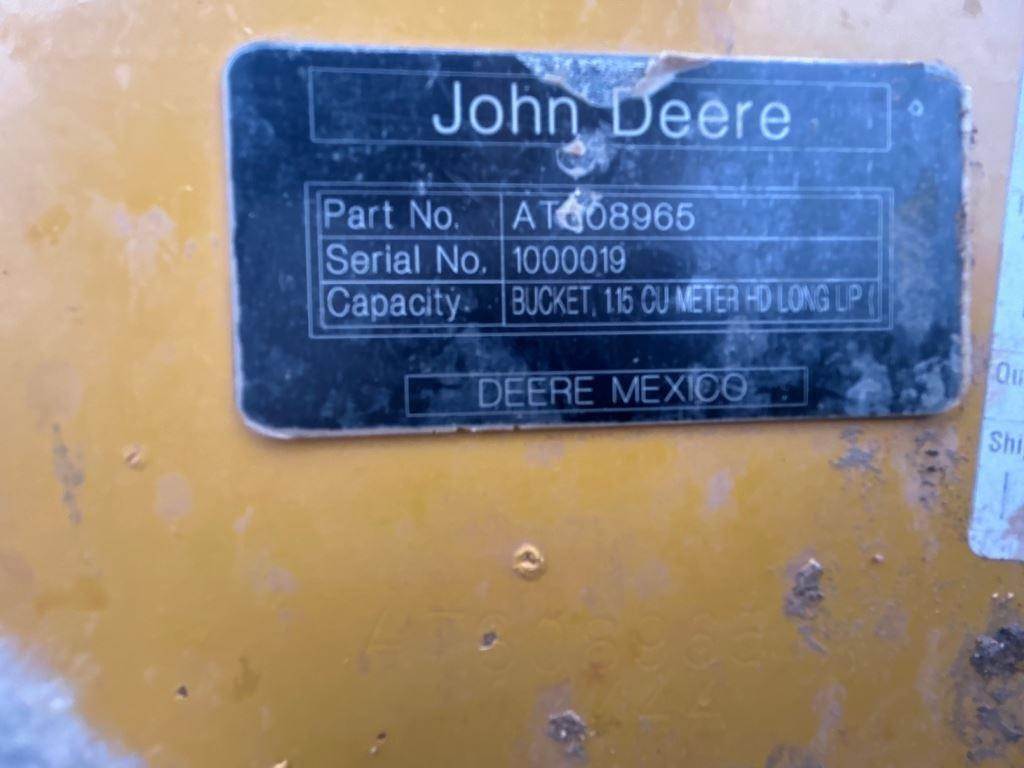 John Deere
Part No.
Serial No. 1000019
Capacity BUCKET, 1.15 CU METER HD LONG LIP (
DEERE MEXICO